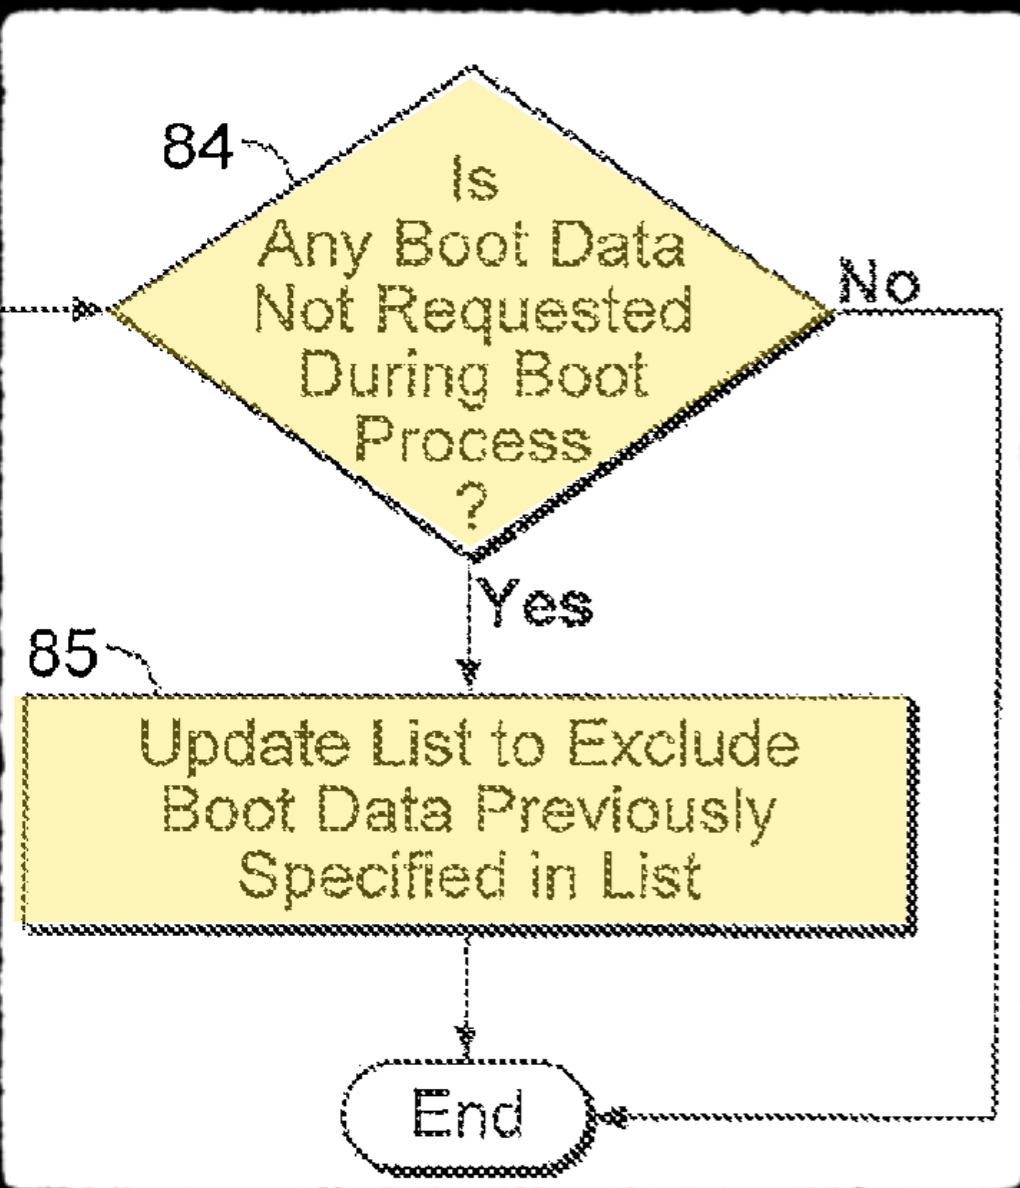 84
Is
Any Boot Data
Not Requested
During Boot
Process
?
No
Yes
85
Update List to Exclude
Boot Data Previously
Specified in List
End